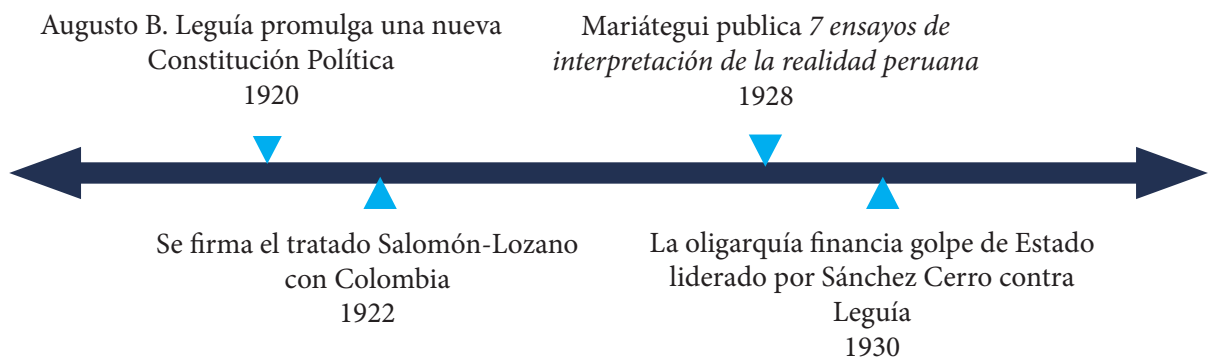 Augusto B. Leguía promulga una nueva
Constitución Política
1920
Mariátegui publica 7 ensayos de
interpretación de la realidad peruana
1928
Se firma el tratado Salomón-Lozano
con Colombia
1922
La oligarquía financia golpe de Estado
liderado por Sánchez Cerro contra
Leguía
1930